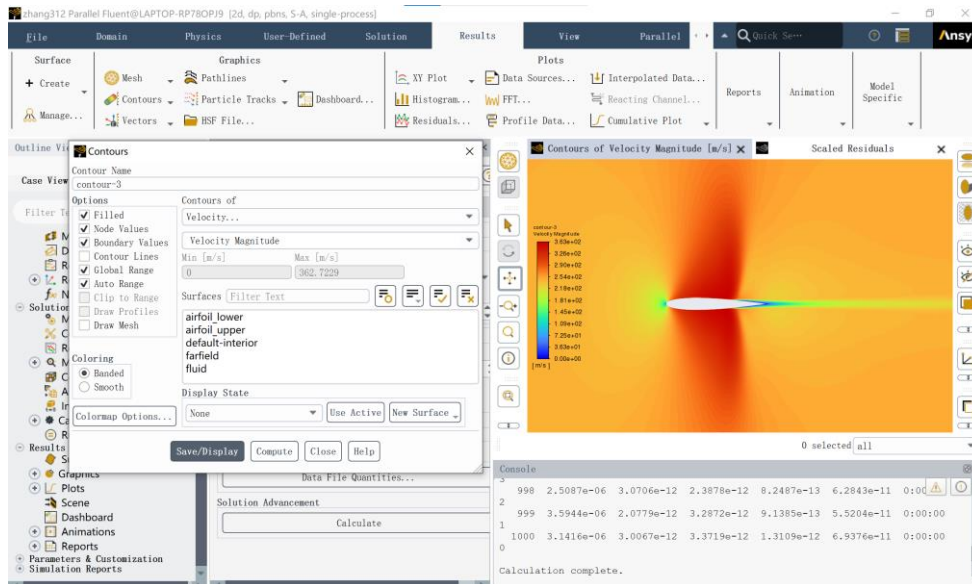 zhang312 Parallel Fluent@LAPTOP-RP78OPJ9 [2d, dp, pbns, S-A, single-process]
File Domain Physics User-Defined Solution Results View Parallel Quick Se… Ansy
Surface Graphics Plots
+ Create Mesh Pathlines XY Plot Data Sources... Interpolated Data...
Contours Particle Tracks Dashboard... Histogram... FFT... Reacting Channel... Reports Animation Model Specific
Manage... Vectors HSF File... Residuals... Profile Data... Cumulative Plot
Outline Vi
Case View
Filter Te
Contours
Contour Name
contour-3
Options
Filled
Node Values
Boundary Values
Contour Lines
Global Range
Auto Range
Clip to Range
Draw Profiles
Draw Mesh
Coloring
Banded
Smooth
Colormap Options...
Contours of
Velocity...
Velocity Magnitude
Min [m/s] Max [m/s]
0 362.7229
Surfaces Filter Text
airfoil_lower
airfoil_upper
default-interior
farfield
fluid
Display State
None Use Active New Surface
Save/Display Compute Close Help
Solution
Results
Graphics
Plots
Scene
Dashboard
Animations
Reports
Parameters & Customization
Simulation Reports
Data File Quantities...
Solution Advancement
Calculate
Contours of Velocity Magnitude [m/s] Scaled Residuals
contour-3
Velocity Magnitude
3.63e+02
3.26e+02
2.90e+02
2.54e+02
2.18e+02
1.81e+02
1.45e+02
1.09e+02
7.25e+01
3.63e+01
0.00e+00
[m/s]
0 selected all
Console
3
998 2.5087e-06 3.0706e-12 2.3878e-12 8.2487e-13 6.2843e-11 0:00
2
999 3.5944e-06 2.0779e-12 3.2872e-12 9.1385e-13 5.5204e-11 0:00:00
1
1000 3.1416e-06 3.0067e-12 3.3719e-12 1.3109e-12 6.9376e-11 0:00:00
0
Calculation complete.